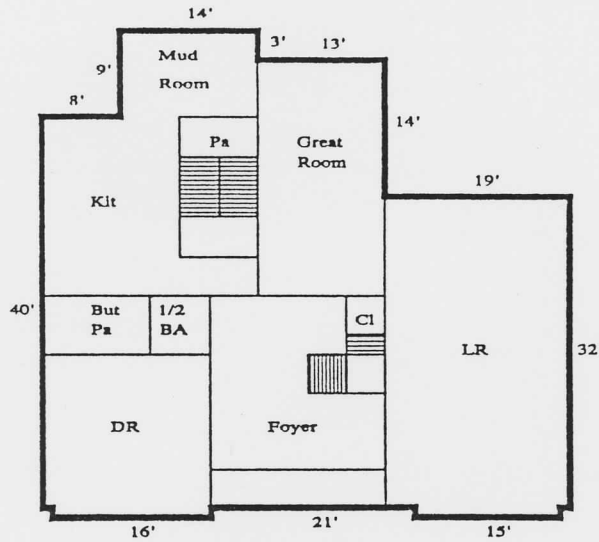 14'
3' 13'
Mud
Room
9'
8'
14'
Pa
Great
Room
19'
Kit
40'
But
Pa
1/2
BA
Cl
LR
32
DR
Foyer
16'
21'
15'